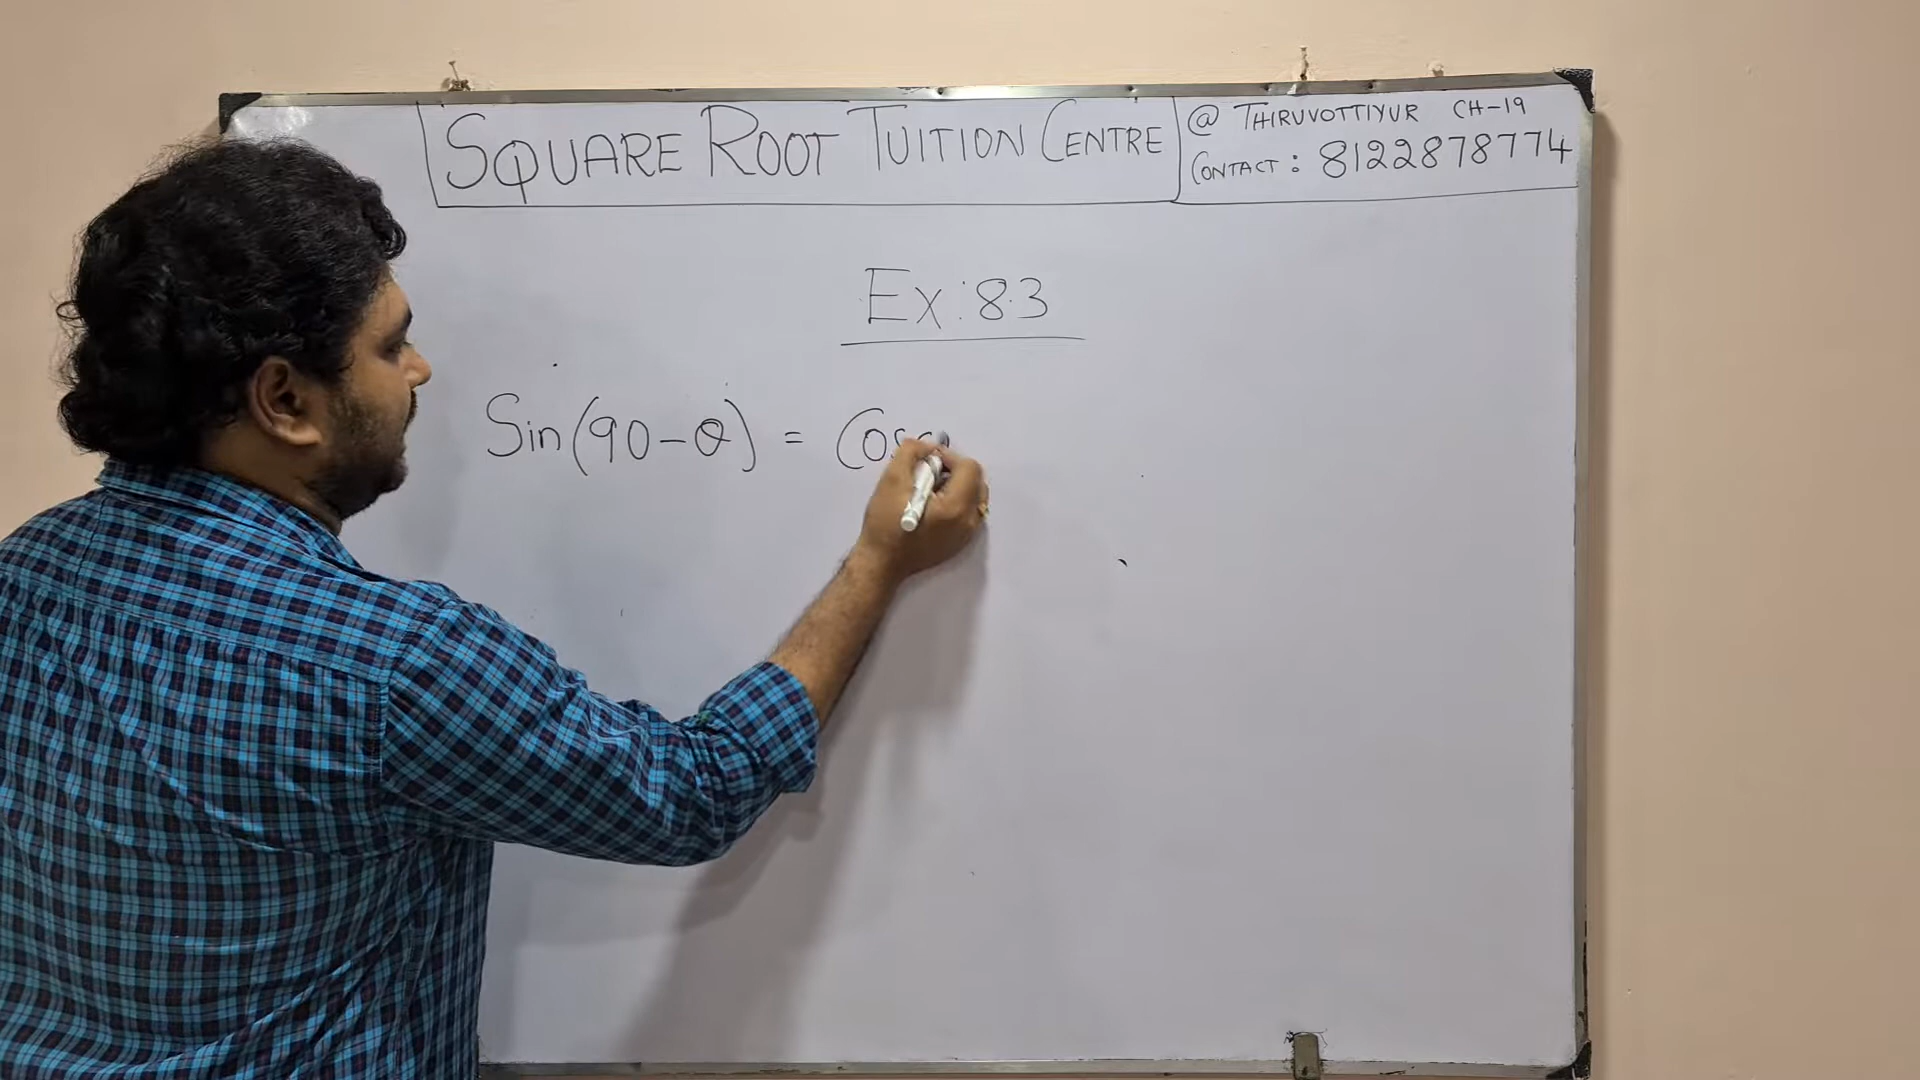 SQUARE ROOT TUITION CENTRE
@ THIRUVOTTIYUR CH-19
CONTACT : 8122878774
Ex: 8.3
Sin(90-θ) = Cos